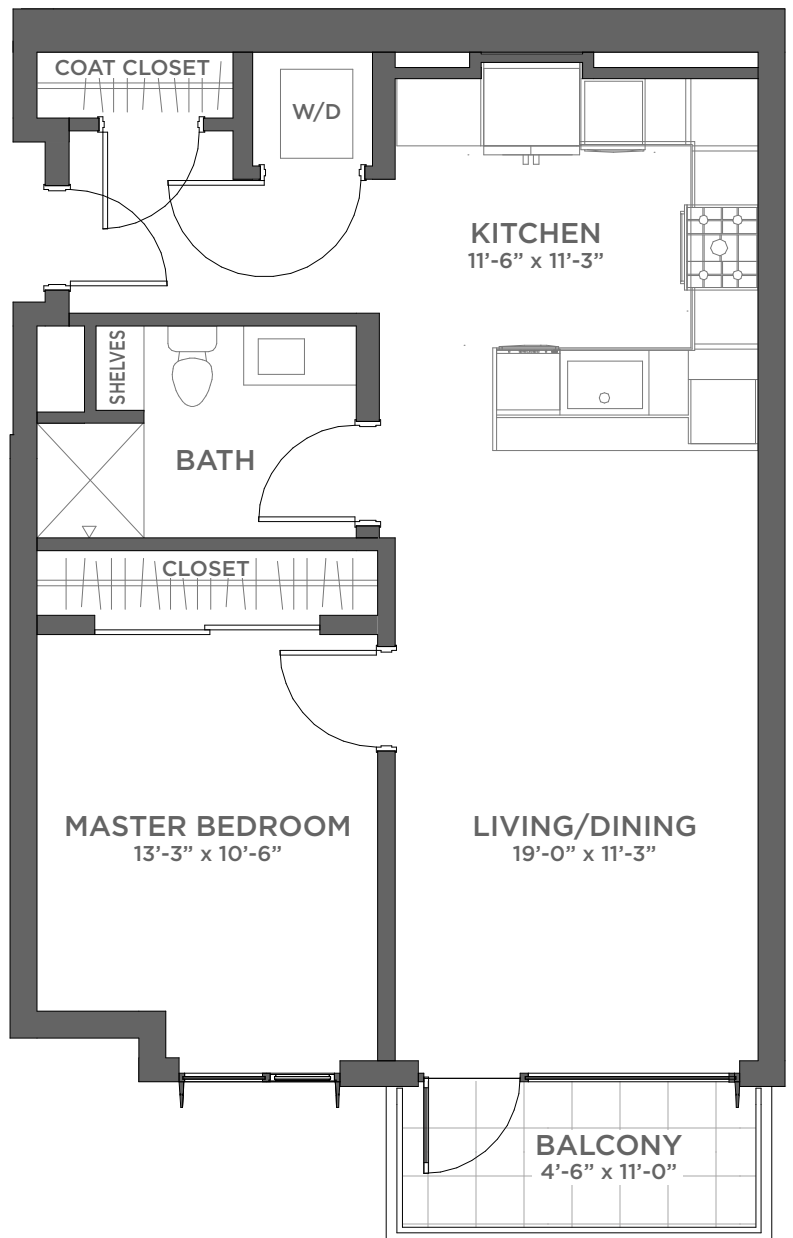 COAT CLOSET
W/D
KITCHEN
11’-6” x 11’-3”
SHELVES
BATH
CLOSET
MASTER BEDROOM
13’-3” x 10’-6”
LIVING/DINING
19’-0” x 11’-3”
BALCONY
4’-6” x 11’-0”